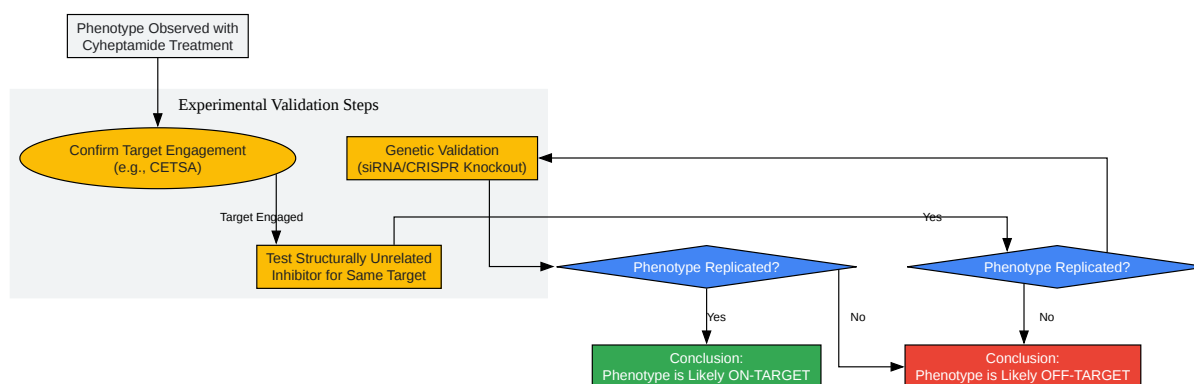 Phenotype Observed with
Cyheptamide Treatment
Experimental Validation Steps
Confirm Target Engagement
(e.g., CETSA)
Genetic Validation
(siRNA/CRISPR Knockout)
Target Engaged
Yes
Test Structurally Unrelated
Inhibitor for Same Target
Phenotype Replicated?
Phenotype Replicated?
Yes
No
No
Conclusion:
Phenotype is Likely ON-TARGET
Conclusion:
Phenotype is Likely OFF-TARGET